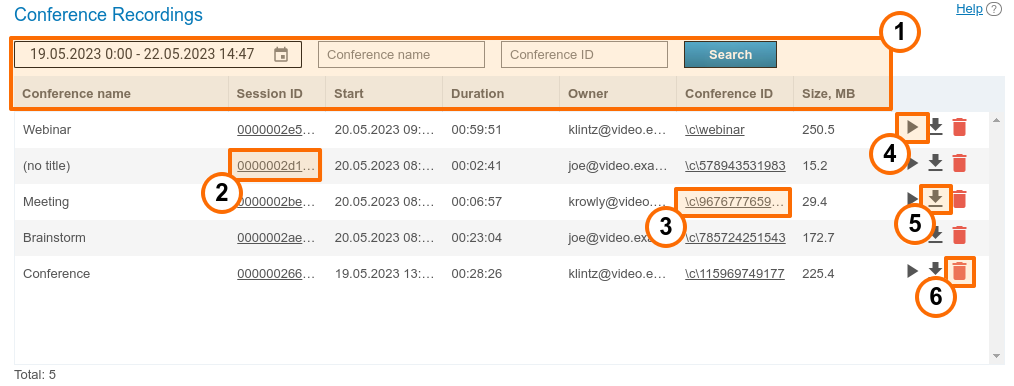 Conference Recordings
Help ?
1
19.05.2023 0:00 - 22.05.2023 14:47 Conference name Conference ID Search
Conference name Session ID Start Duration Owner Conference ID Size, MB
Webinar 0000002e5... 20.05.2023 09:... 00:59:51 klintz@video.e... \c\webinar 250.5
4
(no title) 0000002d1... 20.05.2023 08:... 00:02:41 joe@video.exa... \c\578943531983 15.2
2
Meeting 0000002be... 20.05.2023 08:... 00:06:57 krowly@video.... \c\9676777659... 29.4
3
5
Brainstorm 0000002ae... 20.05.2023 08:... 00:23:04 joe@video.exa... \c\785724251543 172.7
Conference 000000266... 19.05.2023 13:... 00:28:26 klintz@video.e... \c\115969749177 225.4
6
Total: 5